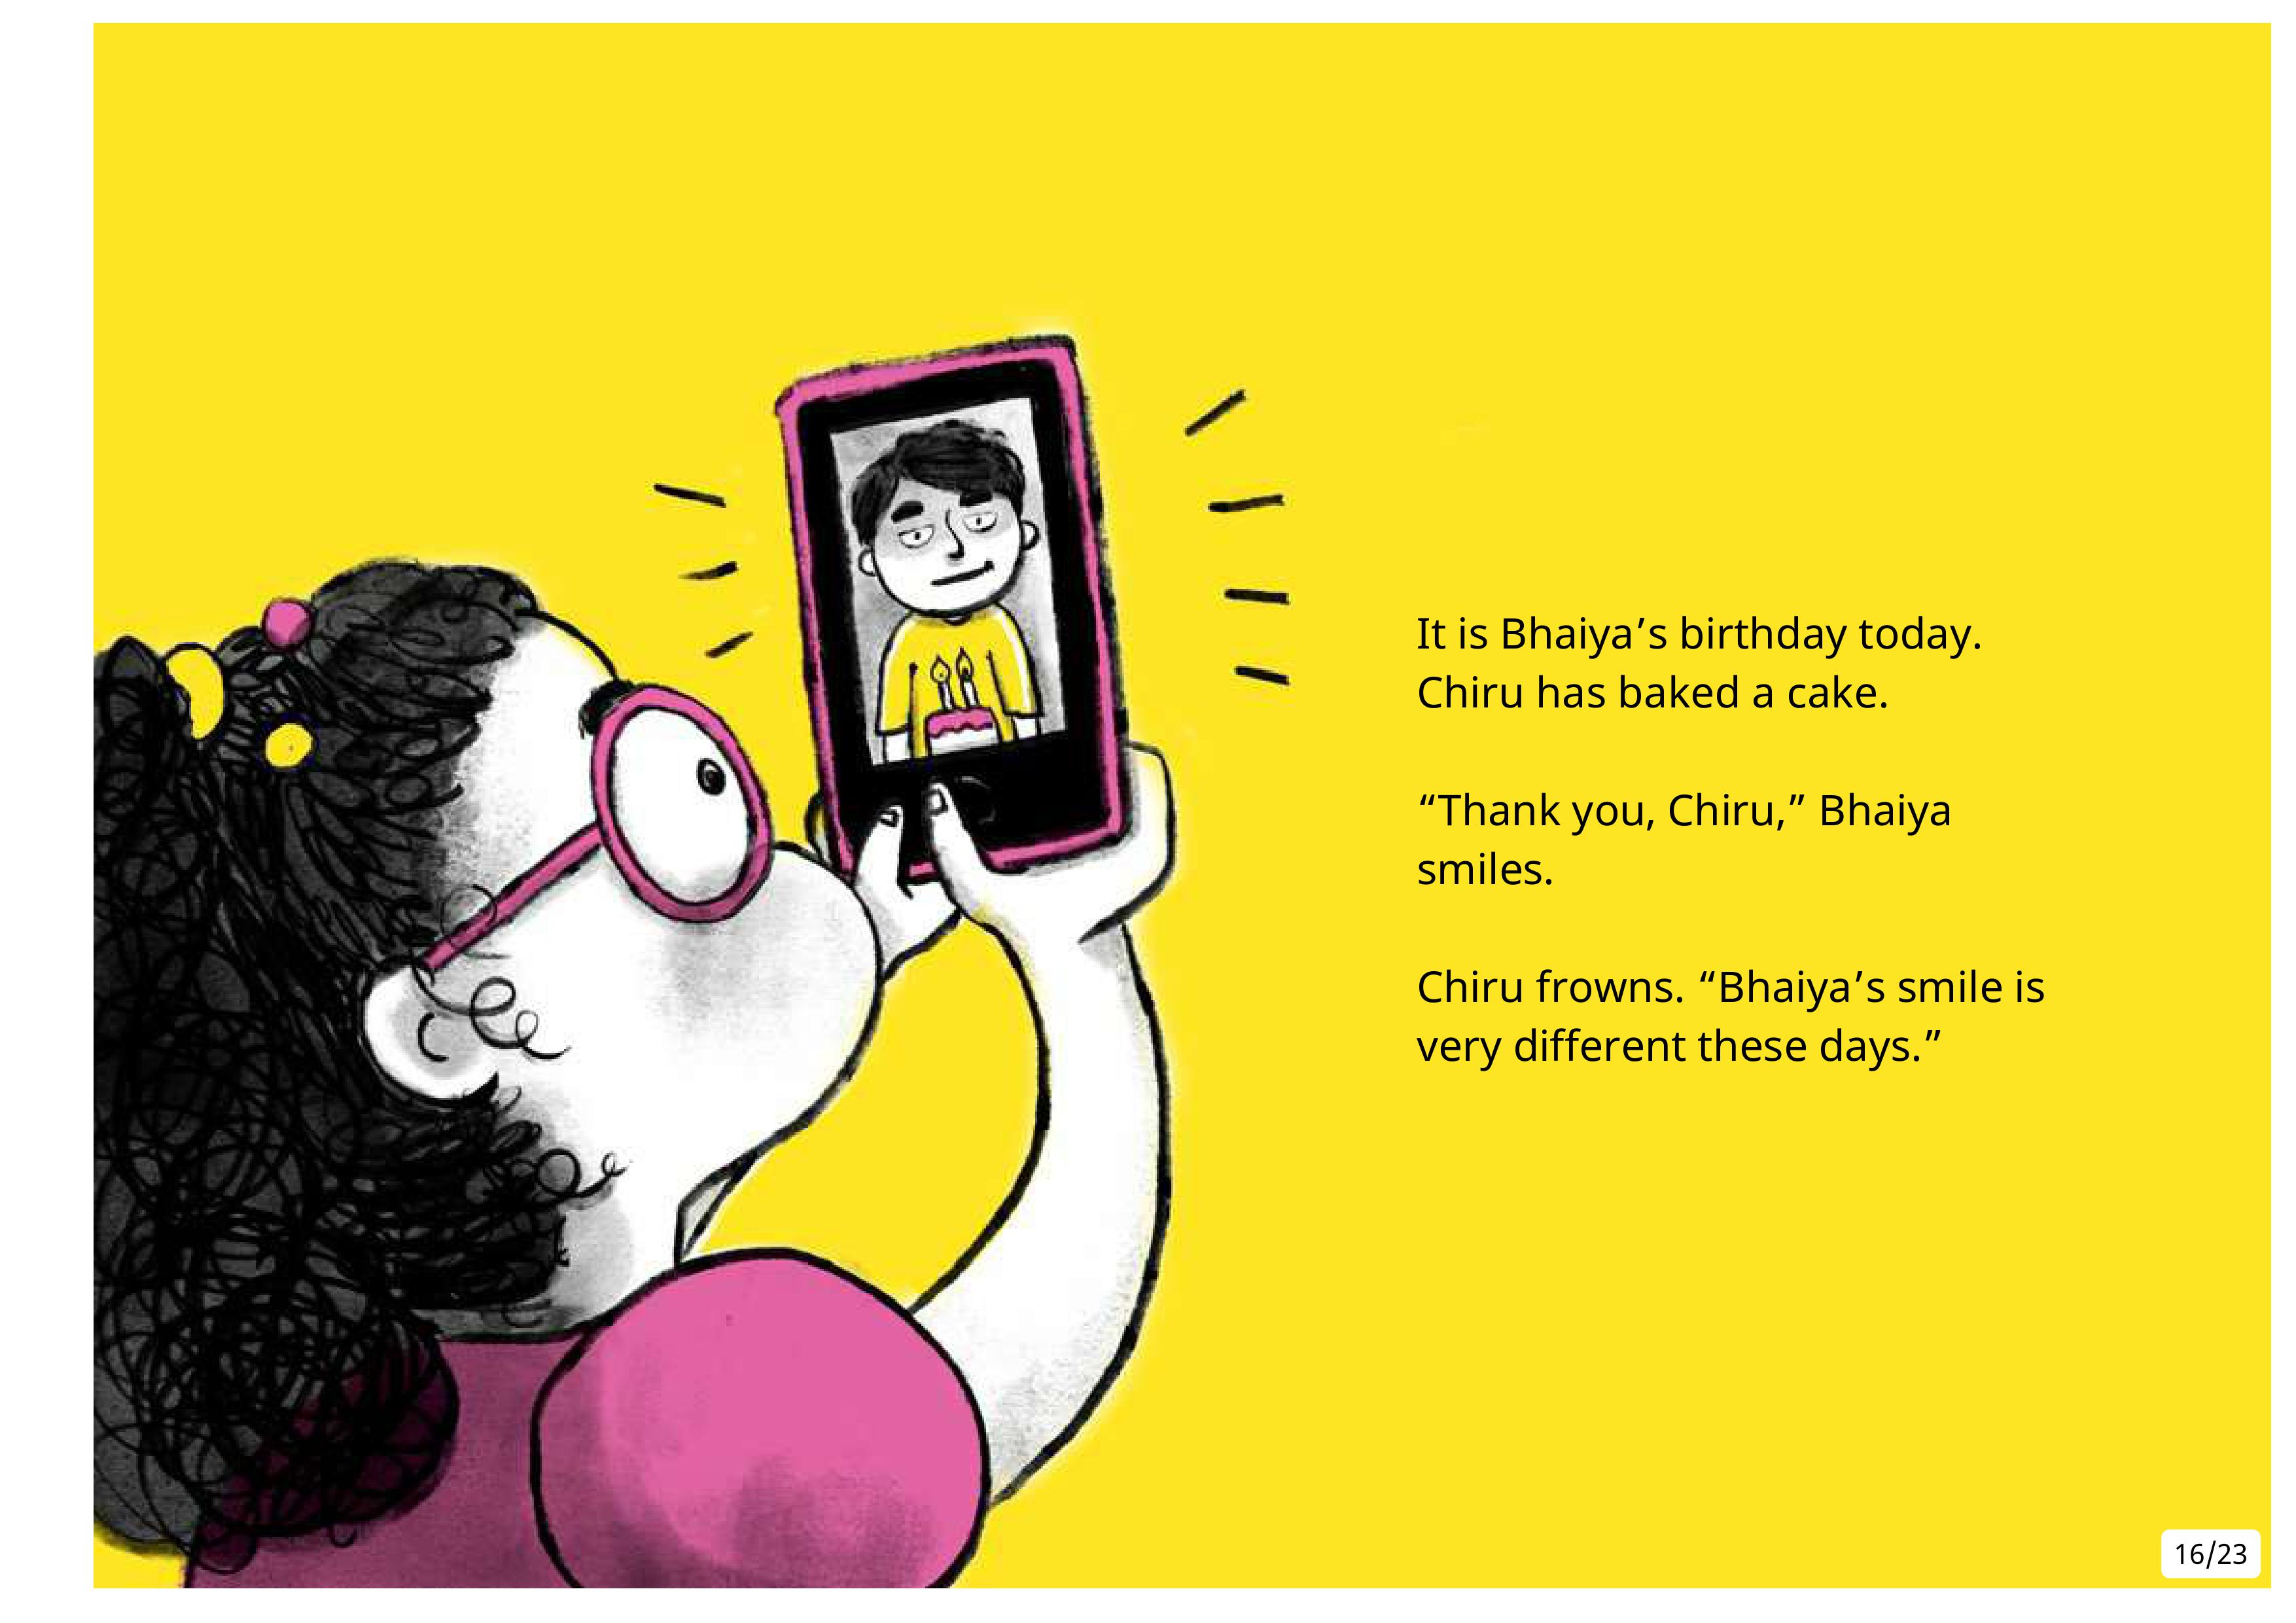 It is Bhaiya’s birthday today.
Chiru has baked a cake.
“Thank you, Chiru,” Bhaiya
smiles.
Chiru frowns. “Bhaiya’s smile is
very different these days.”
16/23